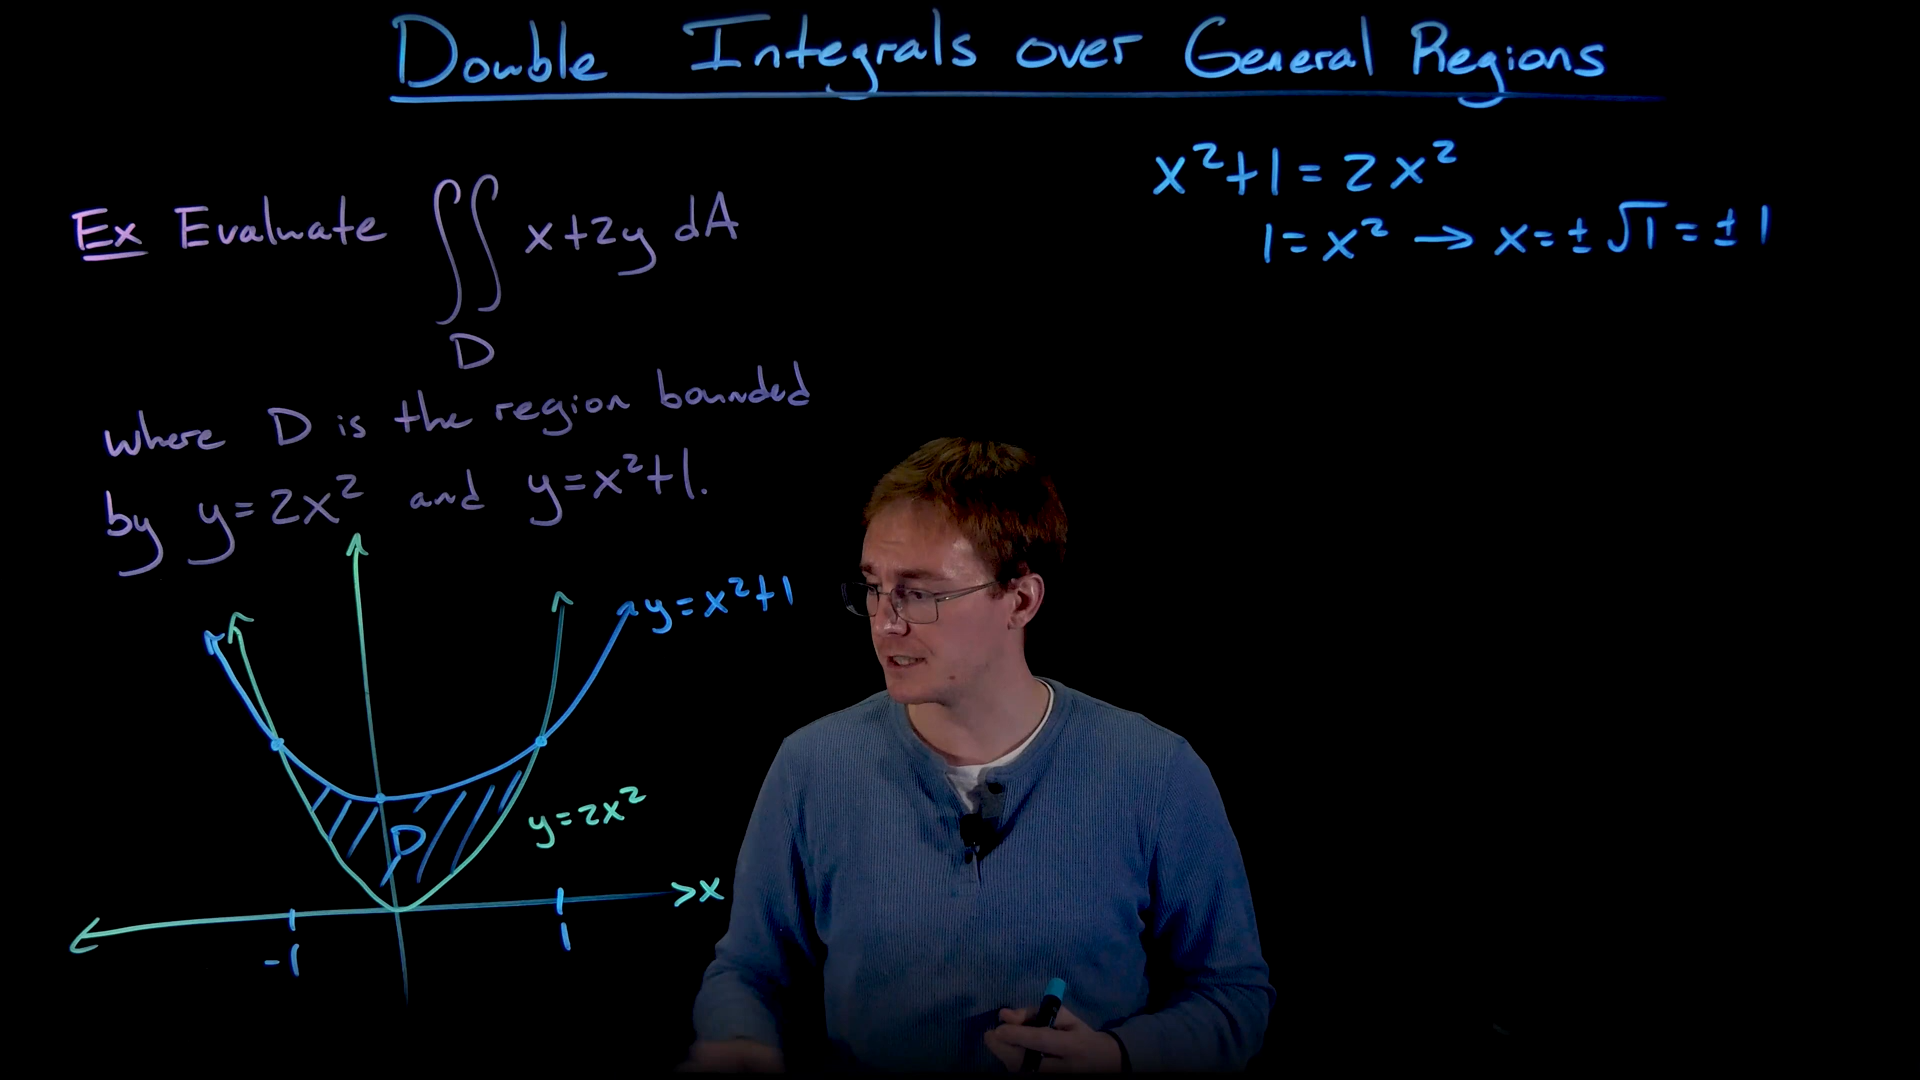 Double Integrals over General Regions
Ex Evaluate ∬ x+2y dA
D
where D is the region bounded
by y=2x² and y=x²+1.
x²+1=2x²
1=x² → x=±√1=±1
y=x²+1
D
y=2x²
x
-1 1